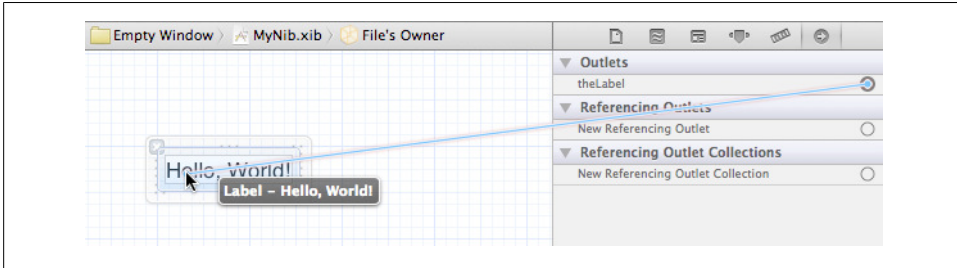 Empty Window MyNib.xib File's Owner
Outlets
theLabel
Referencing Outlets
New Referencing Outlet
Referencing Outlet Collections
New Referencing Outlet Collection
Hello, World!
Label – Hello, World!